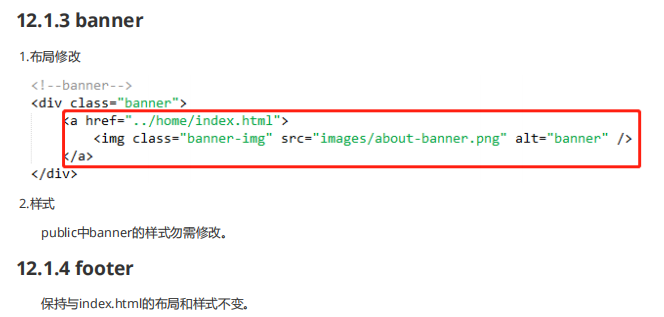 12.1.3 banner
1.布局修改
<!--banner-->
<div class="banner">
<a href="../home/index.html">
<img class="banner-img" src="images/about-banner.png" alt="banner" />
</a>
</div>
2.样式
public中banner的样式勿需修改。
12.1.4 footer
保持与index.html的布局和样式不变。